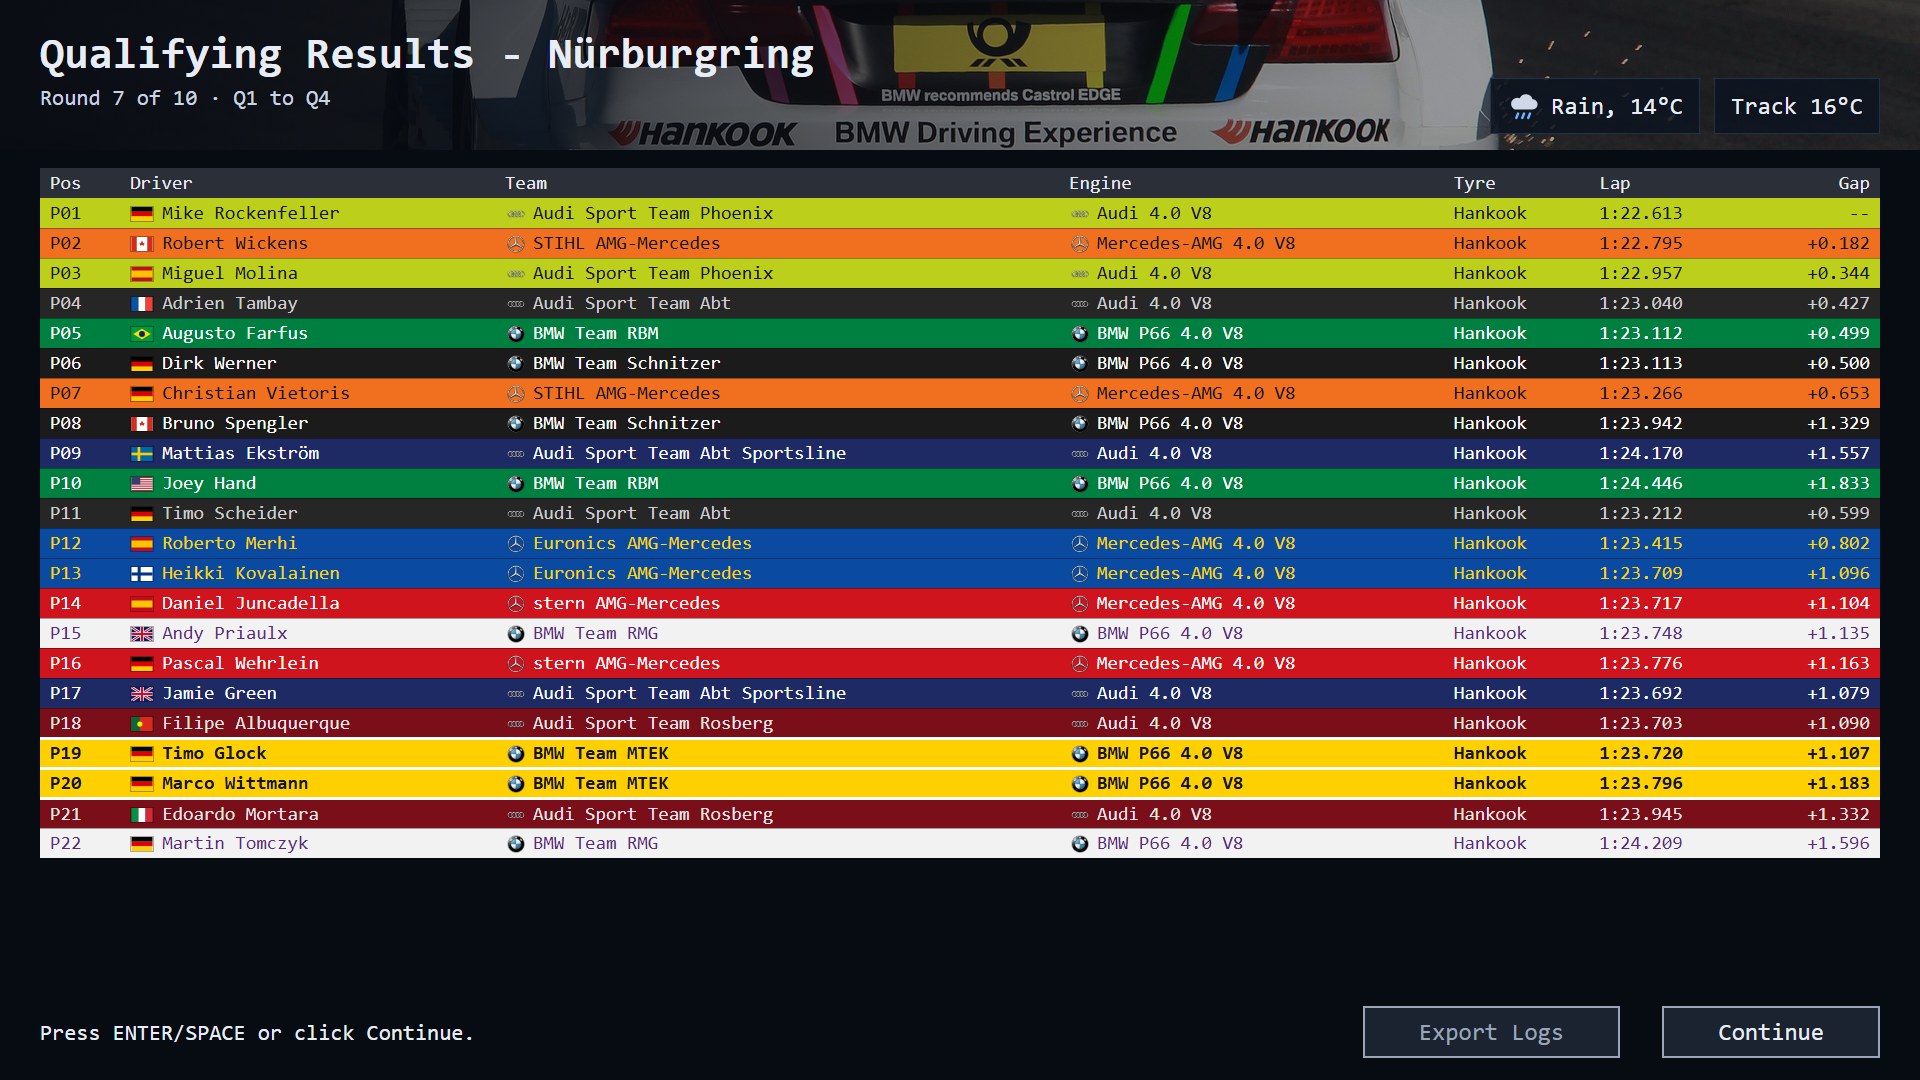 Qualifying Results - Nürburgring
Round 7 of 10 · Q1 to Q4
BMW recommends Castrol EDGE
HANKOOK BMW Driving Experience HANKOOK
Rain, 14°C Track 16°C
Pos Driver Team Engine Tyre Lap Gap
P01 Mike Rockenfeller Audi Sport Team Phoenix Audi 4.0 V8 Hankook 1:22.613 --
P02 Robert Wickens STIHL AMG-Mercedes Mercedes-AMG 4.0 V8 Hankook 1:22.795 +0.182
P03 Miguel Molina Audi Sport Team Phoenix Audi 4.0 V8 Hankook 1:22.957 +0.344
P04 Adrien Tambay Audi Sport Team Abt Audi 4.0 V8 Hankook 1:23.040 +0.427
P05 Augusto Farfus BMW Team RBM BMW P66 4.0 V8 Hankook 1:23.112 +0.499
P06 Dirk Werner BMW Team Schnitzer BMW P66 4.0 V8 Hankook 1:23.113 +0.500
P07 Christian Vietoris STIHL AMG-Mercedes Mercedes-AMG 4.0 V8 Hankook 1:23.266 +0.653
P08 Bruno Spengler BMW Team Schnitzer BMW P66 4.0 V8 Hankook 1:23.942 +1.329
P09 Mattias Ekström Audi Sport Team Abt Sportsline Audi 4.0 V8 Hankook 1:24.170 +1.557
P10 Joey Hand BMW Team RBM BMW P66 4.0 V8 Hankook 1:24.446 +1.833
P11 Timo Scheider Audi Sport Team Abt Audi 4.0 V8 Hankook 1:23.212 +0.599
P12 Roberto Merhi Euronics AMG-Mercedes Mercedes-AMG 4.0 V8 Hankook 1:23.415 +0.802
P13 Heikki Kovalainen Euronics AMG-Mercedes Mercedes-AMG 4.0 V8 Hankook 1:23.709 +1.096
P14 Daniel Juncadella stern AMG-Mercedes Mercedes-AMG 4.0 V8 Hankook 1:23.717 +1.104
P15 Andy Priaulx BMW Team RMG BMW P66 4.0 V8 Hankook 1:23.748 +1.135
P16 Pascal Wehrlein stern AMG-Mercedes Mercedes-AMG 4.0 V8 Hankook 1:23.776 +1.163
P17 Jamie Green Audi Sport Team Abt Sportsline Audi 4.0 V8 Hankook 1:23.692 +1.079
P18 Filipe Albuquerque Audi Sport Team Rosberg Audi 4.0 V8 Hankook 1:23.703 +1.090
P19 Timo Glock BMW Team MTEK BMW P66 4.0 V8 Hankook 1:23.720 +1.107
P20 Marco Wittmann BMW Team MTEK BMW P66 4.0 V8 Hankook 1:23.796 +1.183
P21 Edoardo Mortara Audi Sport Team Rosberg Audi 4.0 V8 Hankook 1:23.945 +1.332
P22 Martin Tomczyk BMW Team RMG BMW P66 4.0 V8 Hankook 1:24.209 +1.596
Press ENTER/SPACE or click Continue.
Export Logs
Continue